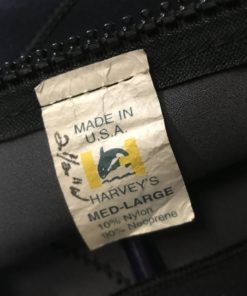 MADE IN
U.S.A.
HARVEY'S
MED-LARGE
10% Nylon
90% Neoprene